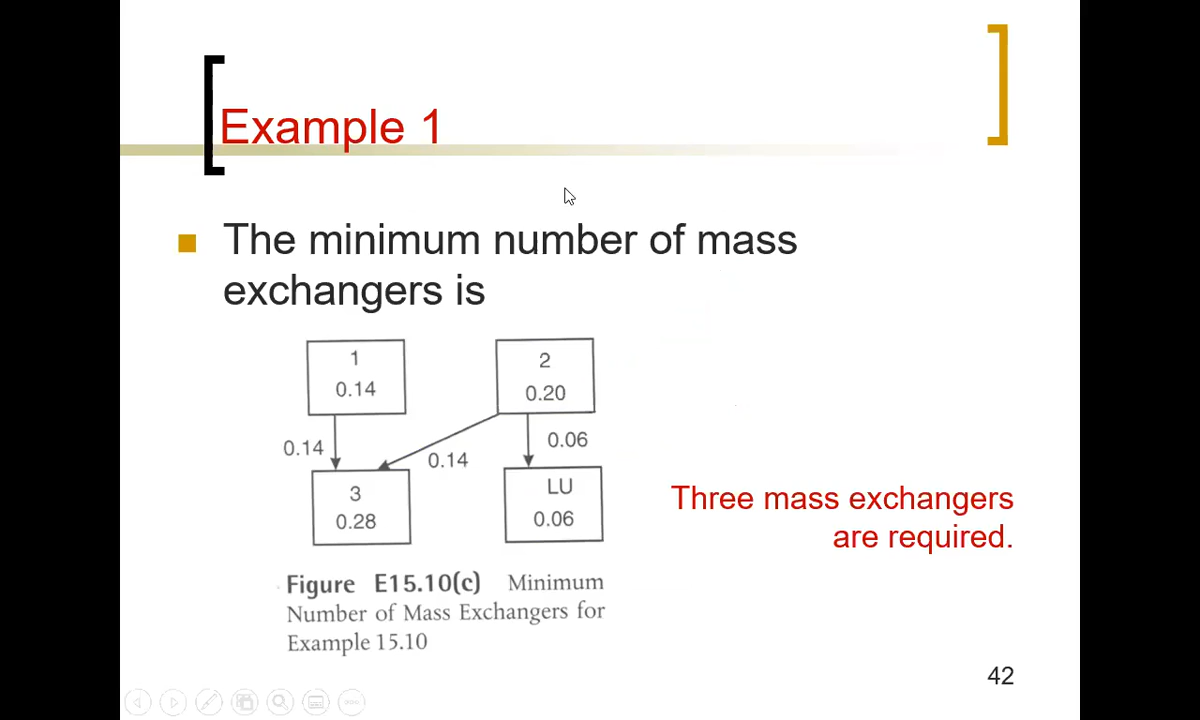 Example 1
The minimum number of mass
exchangers is
1
0.14
2
0.20
0.14
0.14
0.06
3
0.28
LU
0.06
Three mass exchangers
are required.
Figure E15.10(c) Minimum
Number of Mass Exchangers for
Example 15.10
42